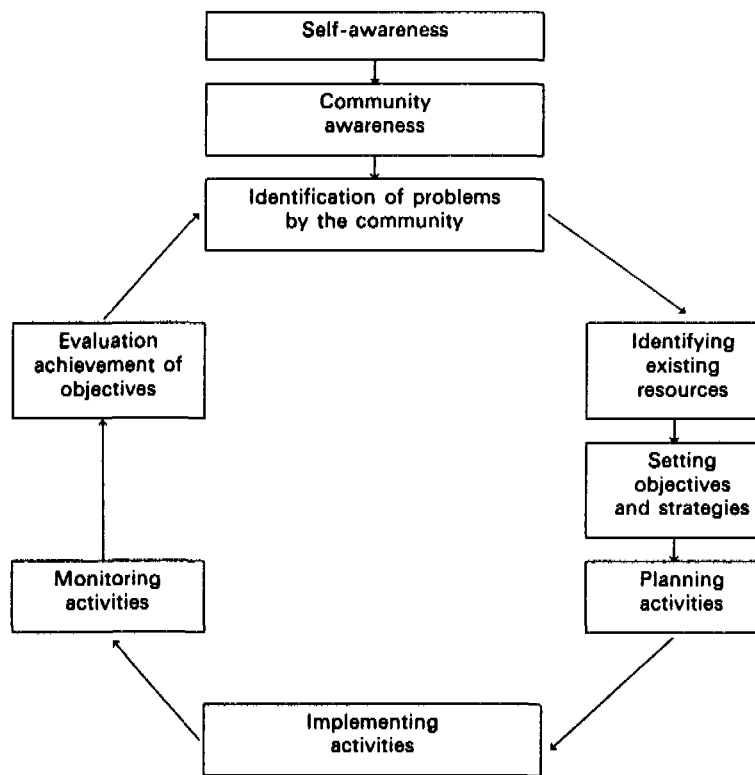 Self-awareness
Community
awareness
Identification of problems
by the community
Identifying
existing
resources
Setting
objectives
and strategies
Planning
activities
Implementing
activities
Monitoring
activities
Evaluation
achievement of
objectives